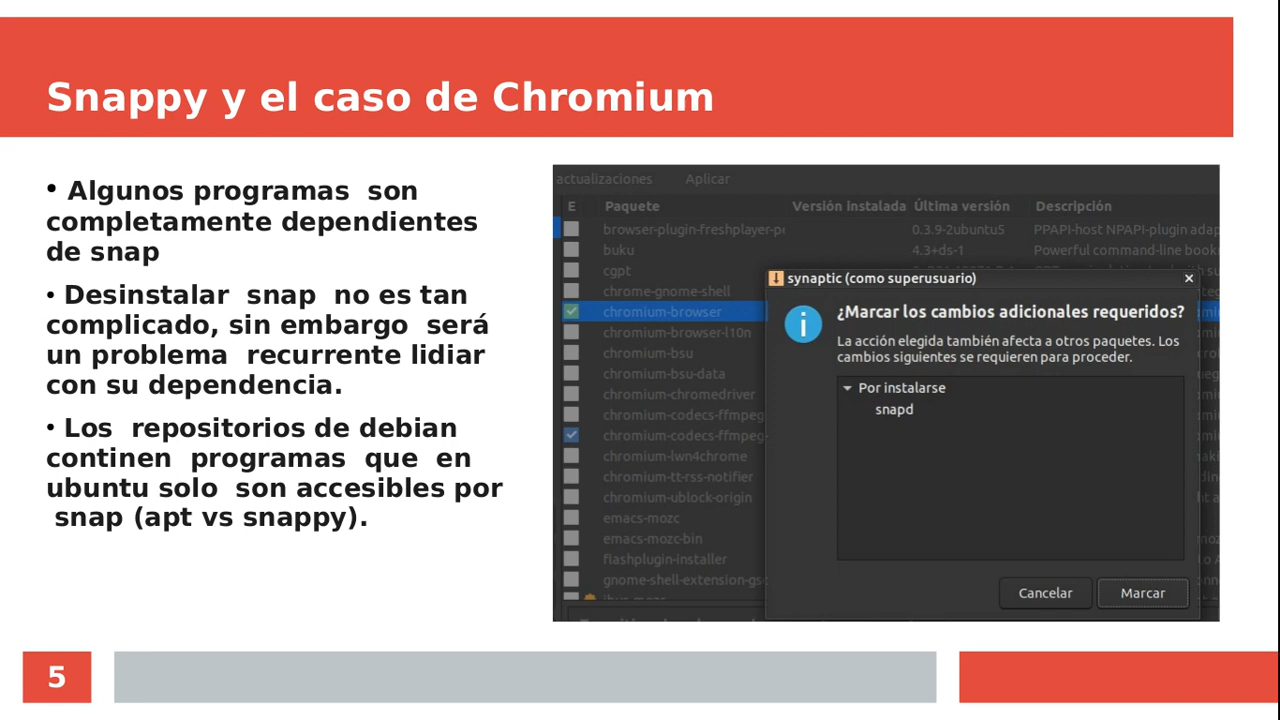 Snappy y el caso de Chromium
• Algunos programas son
completamente dependientes
de snap
• Desinstalar snap no es tan
complicado, sin embargo será
un problema recurrente lidiar
con su dependencia.
• Los repositorios de debian
continen programas que en
ubuntu solo son accesibles por
snap (apt vs snappy).
actualizaciones Aplicar
E Paquete Versión instalada Última versión Descripción
browser-plugin-freshplayer-pe 0.3.9-2ubuntu5 PPAPI-host NPAPI-plugin adap
buku 4.3+ds-1 Powerful command-line book
cgpt
chrome-gnome-shell
chromium-browser
chromium-browser-l10n
chromium-bsu
chromium-bsu-data
chromium-chromedriver
chromium-codecs-ffmpeg
chromium-codecs-ffmpeg-
chromium-lwn4chrome
chromium-tt-rss-notifier
chromium-ublock-origin
emacs-mozc
emacs-mozc-bin
flashplugin-installer
gnome-shell-extension-gsc
synaptic (como superusuario)
¿Marcar los cambios adicionales requeridos?
La acción elegida también afecta a otros paquetes. Los
cambios siguientes se requieren para proceder.
Por instalarse
snapd
Cancelar Marcar
5